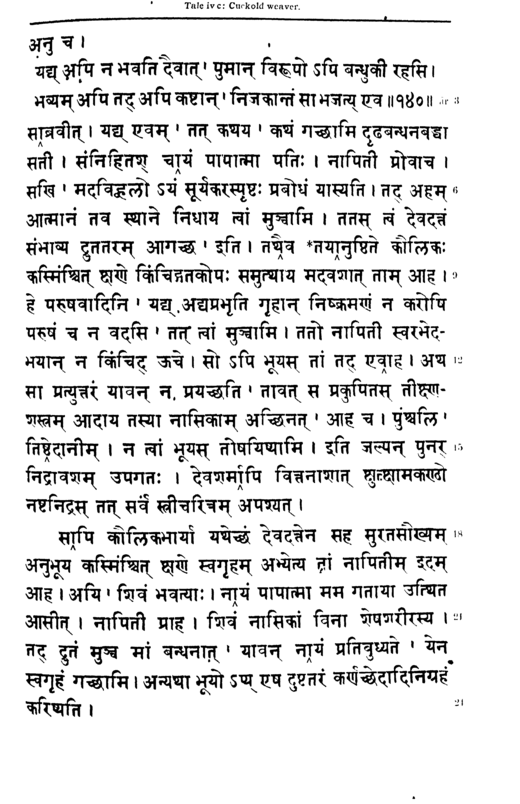 Tale iv c: Cuckold weaver.
अनु च ।
यद्य् अपि न भवति दैवात् ' पुमान् विरूपो ऽपि बन्धुकी रहसि ।
भव्यम् अपि तद् अपि कष्टान् ' निजकान्तं सा भजत्य् एव ॥१४०॥ ār 3
साब्रवीत् । यद्य् एवम् ' तत् कथय ' कथं गच्छामि दृढबन्धनबद्धा
सती । संनिहितश् चायं पापात्मा पतिः । नापिती प्रोवाच ।
सखि ' मदविह्वलो ऽयं सूर्यकरस्पृष्टः प्रबोधं यास्यति । तद् अहम् 6
आत्मानं तव स्थाने निधाय त्वां मुञ्चामि । ततस् त्वं देवदत्तं
संभाव्य द्रुततरम् आगच्छ ' इति । तथैव *तयानुष्ठिते कौलिकः
कस्मिंश्चित् क्षणे किंचिद्गतकोपः समुत्थाय मदवशात् ताम् आह । 9
हे परुषवादिनि ' यद्य् अद्यप्रभृति गृहान् निष्क्रमणं न करोषि
परुषं च न वदसि ' तत् त्वां मुञ्चामि । ततो नापिती स्वरभेद-
भयान् न किंचिद् ऊचे । सो ऽपि भूयस् तां तद् एवाह । अथ 12
सा प्रत्युत्तरं यावन् न प्रयच्छति ' तावत् स प्रकुपितस् तीक्ष्ण-
शस्त्रम् आदाय तस्या नासिकाम् अच्छिनत् ' आह च । पुंश्चलि '
तिष्ठेदानीम् । न त्वां भूयस् तोषयिष्यामि । इति जल्पन् पुनर् 15
निद्रावशम् उपगतः । देवशर्मापि वित्तनाशात् क्षुत्क्षामकण्ठो
नष्टनिद्रस् तत् सर्वं स्त्रीचरित्रम् अपश्यत् ।
सापि कौलिकभार्या यथेच्छं देवदत्तेन सह सुरतसौख्यम् 18
अनुभूय कस्मिंश्चित् क्षणे स्वगृहम् अभ्येत्य तां नापितीम् इदम्
आह । अयि ' शिवं भवत्याः । नायं पापात्मा मम गताया उत्थित
आसीत् । नापिती प्राह । शिवं नासिकां विना शेषशरीरस्य । 21
तद् द्रुतं मुञ्च मां बन्धनात् ' यावन् नायं प्रतिबुध्यते ' येन
स्वगृहं गच्छामि । अन्यथा भूयो ऽप्य् एष दुष्टतरं कर्णच्छेदादिनिग्रहं
करिष्यति । 24